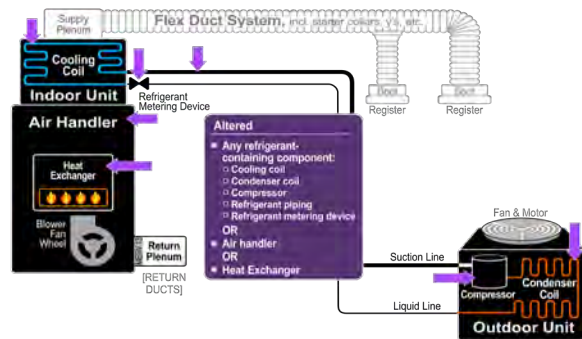 Supply
Plenum
Flex Duct System, incl. starter collars, y's, etc.
Cooling
Coil
Indoor Unit
Refrigerant
Metering Device
Boot
Register
Boot
Register
Air Handler
Heat
Exchanger
Blower
Fan
Wheel
Return
Plenum
[RETURN
DUCTS]
Altered
Any refrigerant-
containing component:
Cooling coil
Condenser coil
Compressor
Refrigerant piping
Refrigerant metering device
OR
Air handler
OR
Heat Exchanger
Fan & Motor
Suction Line
Compressor
Condenser
Coil
Liquid Line
Outdoor Unit